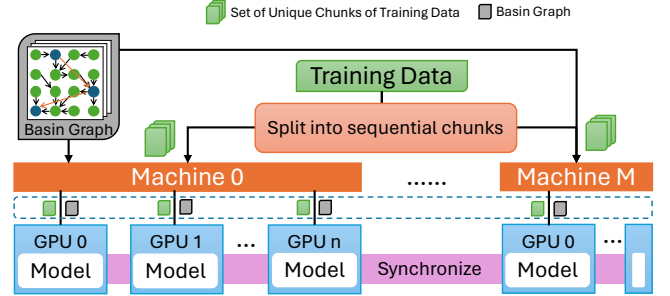 Set of Unique Chunks of Training Data
Basin Graph
Training Data
Basin Graph
Split into sequential chunks
Machine 0
......
Machine M
GPU 0
GPU 1
...
GPU n
GPU 0
...
Model
Model
Model
Synchronize
Model